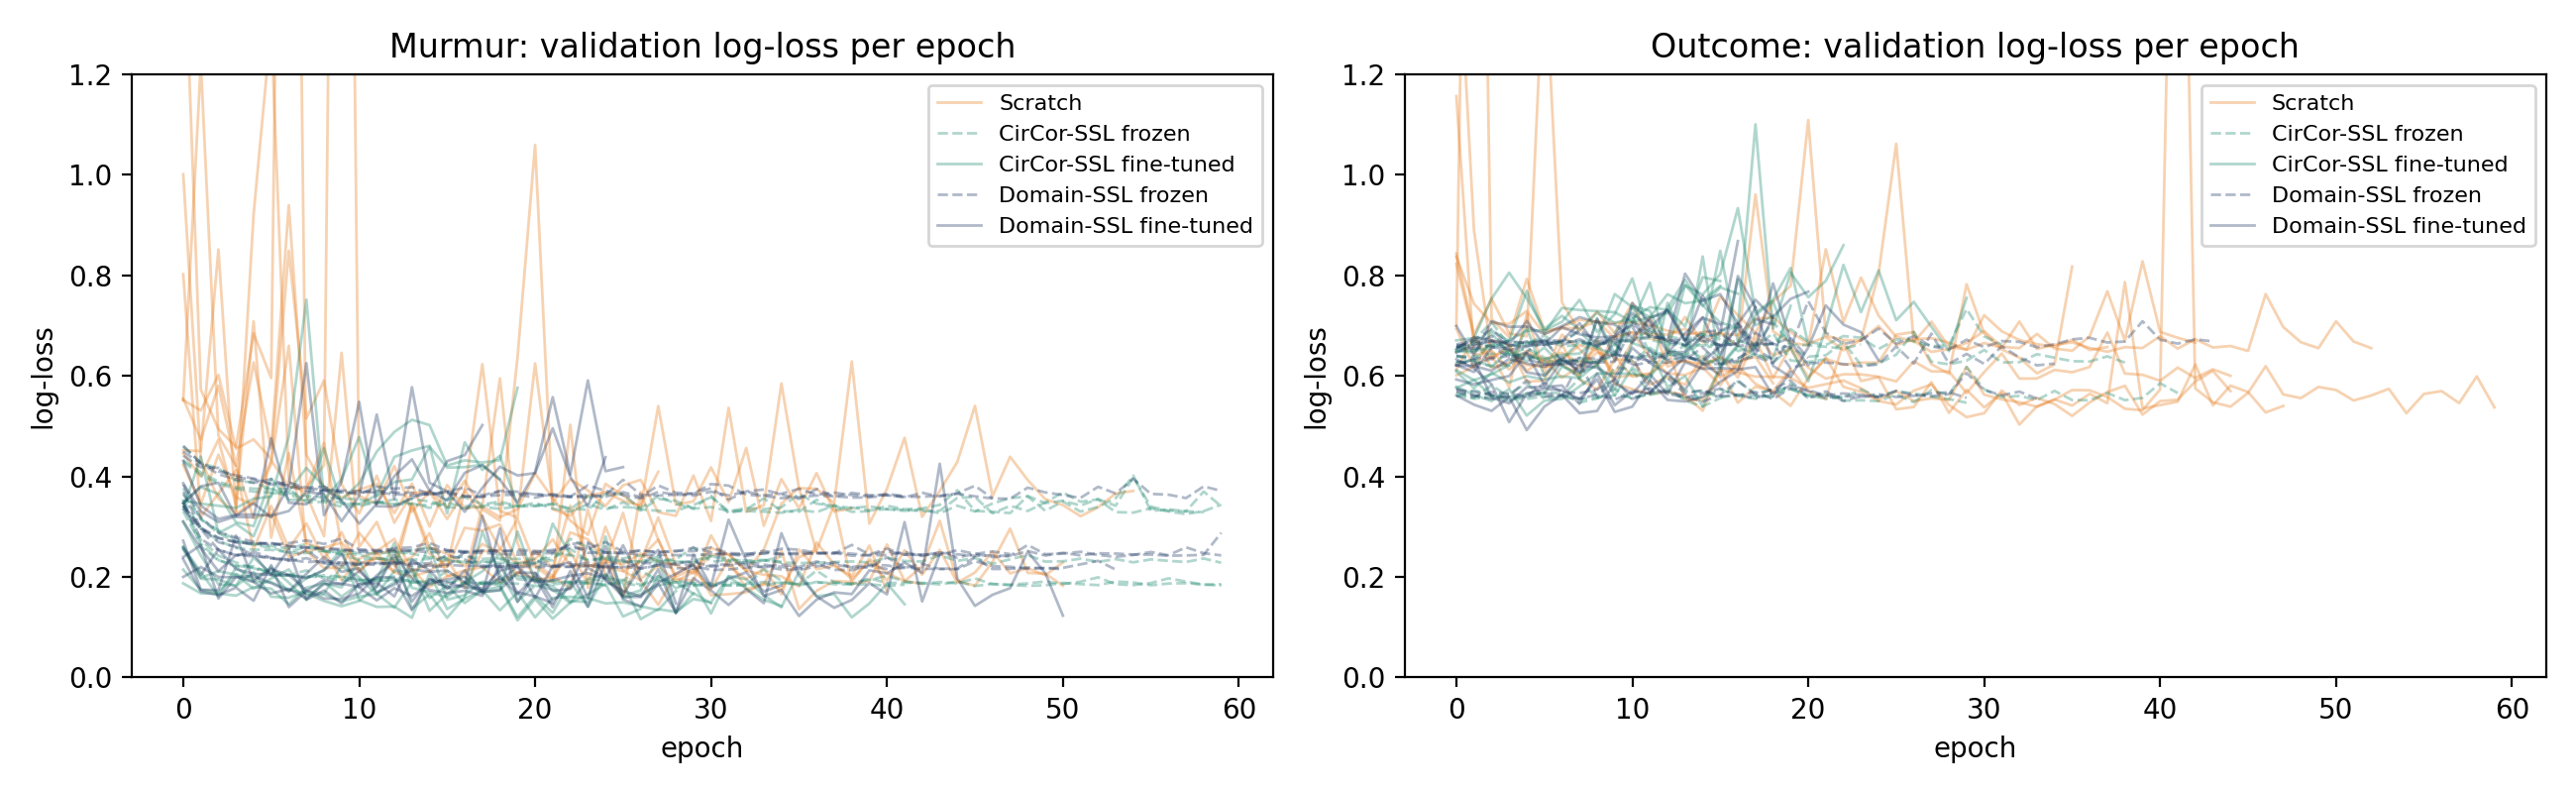 Murmur: validation log-loss per epoch
1.2
1.0
0.8
0.6
0.4
0.2
0.0
log-loss
0 10 20 30 40 50 60
epoch
Scratch
CirCor-SSL frozen
CirCor-SSL fine-tuned
Domain-SSL frozen
Domain-SSL fine-tuned
Outcome: validation log-loss per epoch
1.2
1.0
0.8
0.6
0.4
0.2
0.0
log-loss
0 10 20 30 40 50 60
epoch
Scratch
CirCor-SSL frozen
CirCor-SSL fine-tuned
Domain-SSL frozen
Domain-SSL fine-tuned